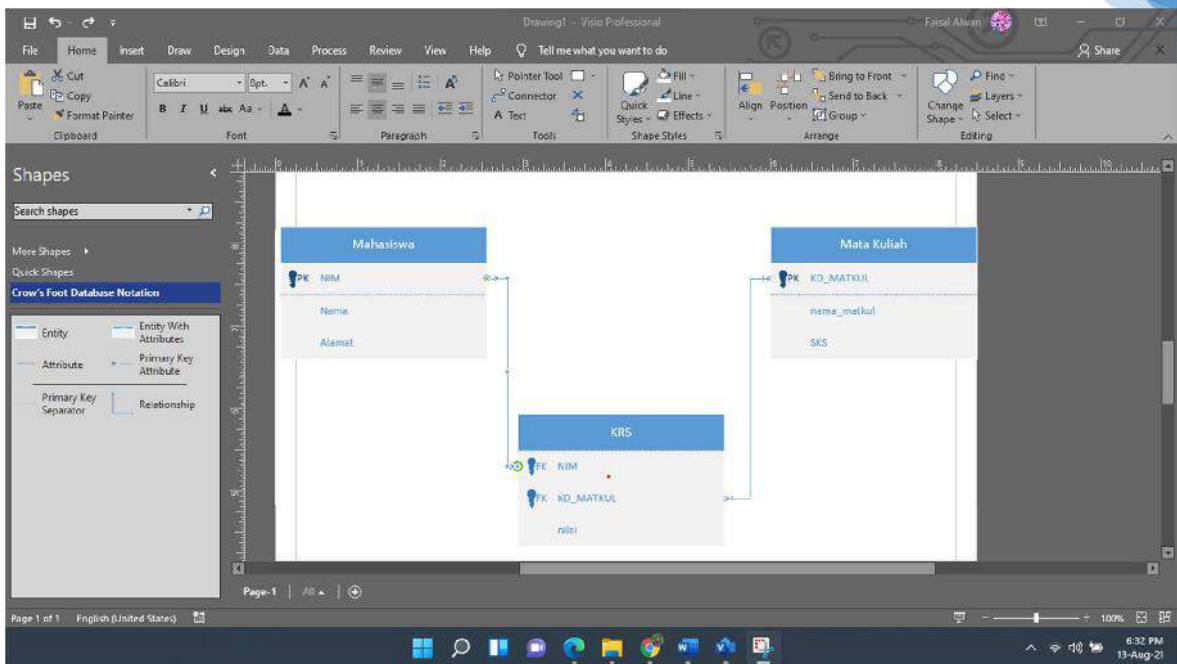 Drawing1 - Visio Professional
Faisal Alwan
File Home Insert Draw Design Data Process Review View Help Tell me what you want to do
Share
Paste
Cut
Copy
Format Painter
Clipboard
Calibri 8pt.
B I U abc Aa A
Font
Paragraph
Pointer Tool
Connector
A Text
Tools
Quick Styles
Fill
Line
Effects
Shape Styles
Align Position
Bring to Front
Send to Back
Group
Arrange
Change Shape
Find
Layers
Select
Editing
Shapes
Search shapes
More Shapes
Quick Shapes
Crow's Foot Database Notation
Entity
Entity With Attributes
Attribute
Primary Key Attribute
Primary Key Separator
Relationship
Mahasiswa
PK NIM
Nama
Alamat
Mata Kuliah
PK KD_MATKUL
nama_matkul
SKS
KRS
FK NIM
FK KD_MATKUL
nilai
Page-1 All
Page 1 of 1 English (United States)
100%
6:32 PM
13-Aug-21